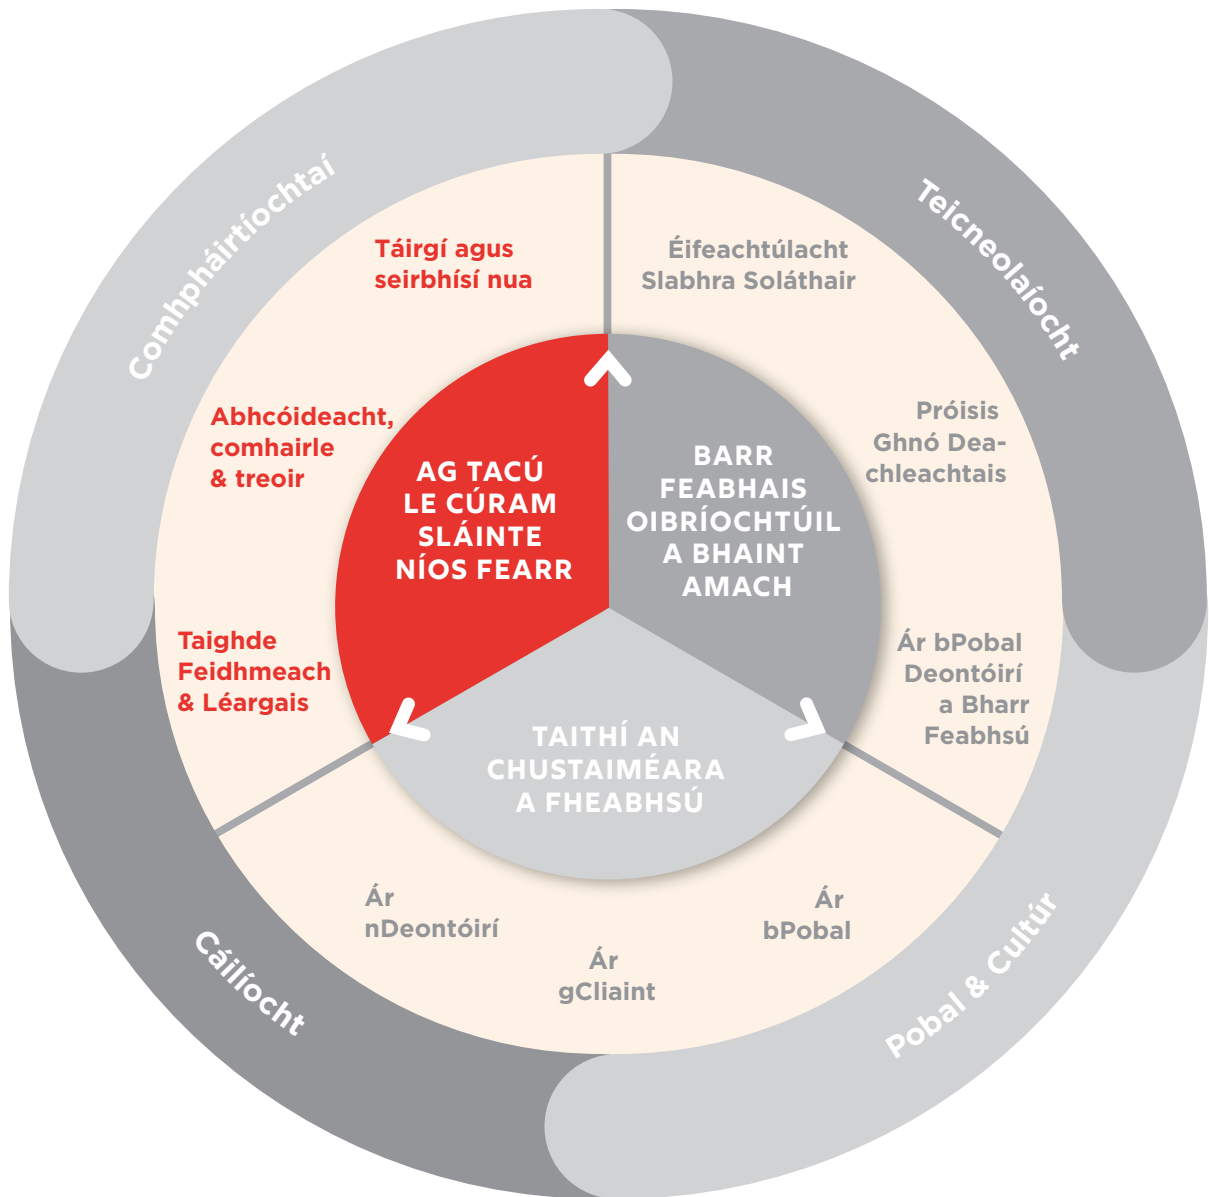 Comhpháirtíochtaí
Teicneolaíocht
Táirgí agus
seirbhísí nua
Éifeachtúlacht
Slabhra Soláthair
Abhcóideacht,
comhairle
& treoir
Próisis
Ghnó Dea-
chleachtais
AG TACÚ
LE CÚRAM
SLÁINTE
NÍOS FEARR
BARR
FEABHAIS
OIBRÍOCHTÚIL
A BHAINT
AMACH
Taighde
Feidhmeach
& Léargais
Ár bPobal
Deontóirí
a Bharr
Feabhsú
TAITHÍ AN
CHUSTAIMÉARA
A FHEABHSÚ
Ár
nDeontóirí
Ár
gCliaint
Ár
bPobal
Cáilíocht
Pobal & Cultúr